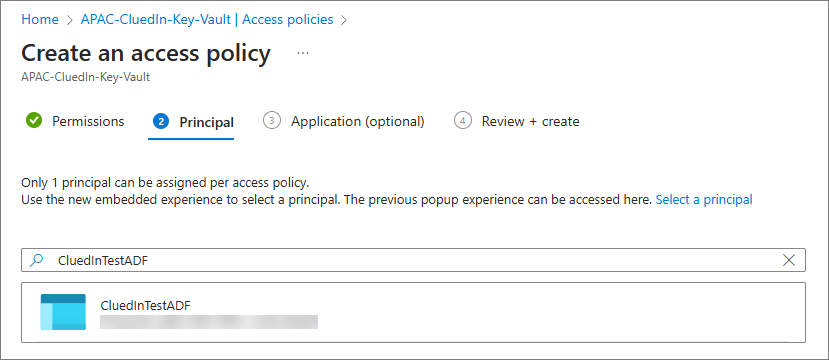 Home > APAC-CluedIn-Key-Vault | Access policies >
Create an access policy ...
APAC-CluedIn-Key-Vault
Permissions 2 Principal 3 Application (optional) 4 Review + create
Only 1 principal can be assigned per access policy.
Use the new embedded experience to select a principal. The previous popup experience can be accessed here. Select a principal
CluedInTestADF
CluedInTestADF